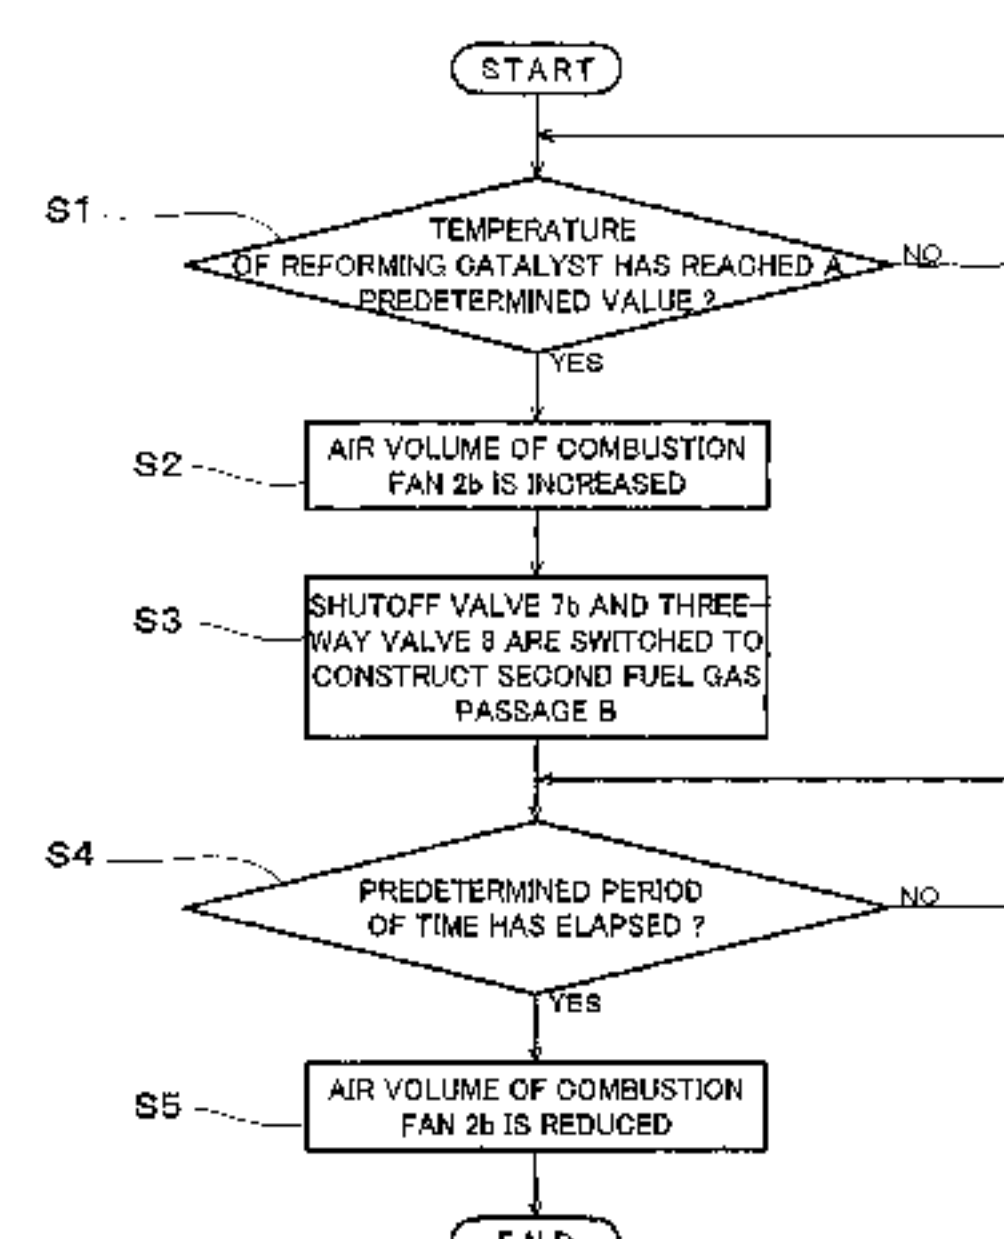 START
S1
TEMPERATURE
OF REFORMING CATALYST HAS REACHED A
PREDETERMINED VALUE ?
NO
YES
S2
AIR VOLUME OF COMBUSTION
FAN 2b IS INCREASED
S3
SHUTOFF VALVE 7b AND THREE-
WAY VALVE 8 ARE SWITCHED TO
CONSTRUCT SECOND FUEL GAS
PASSAGE B
S4
PREDETERMINED PERIOD
OF TIME HAS ELAPSED ?
NO
YES
S5
AIR VOLUME OF COMBUSTION
FAN 2b IS REDUCED
END